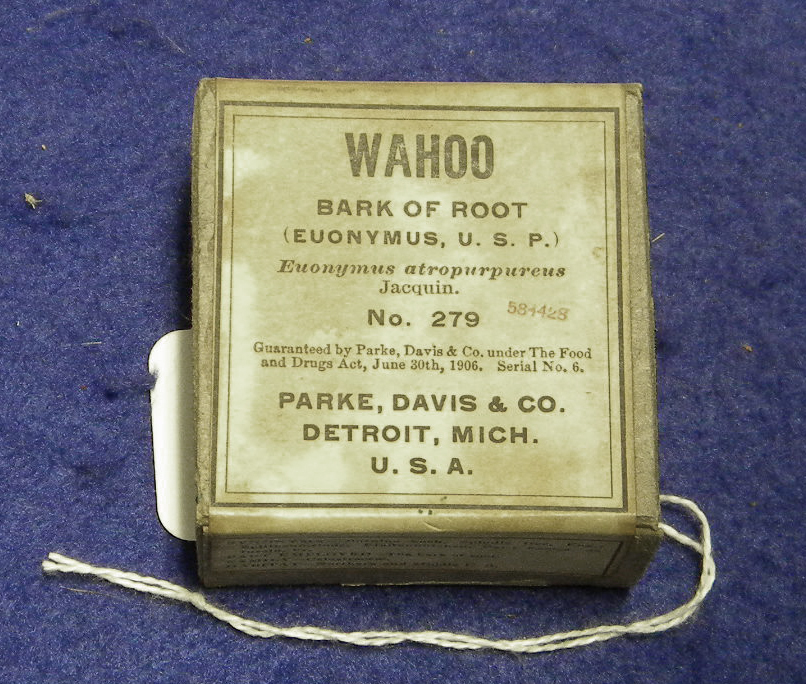 WAHOO
BARK OF ROOT
(EUONYMUS, U. S. P.)
Euonymus atropurpureus
Jacquin.
No. 279
Guaranteed by Parke, Davis & Co. under The Food
and Drugs Act, June 30th, 1906. Serial No. 6.
PARKE, DAVIS & CO.
DETROIT, MICH.
U. S. A.